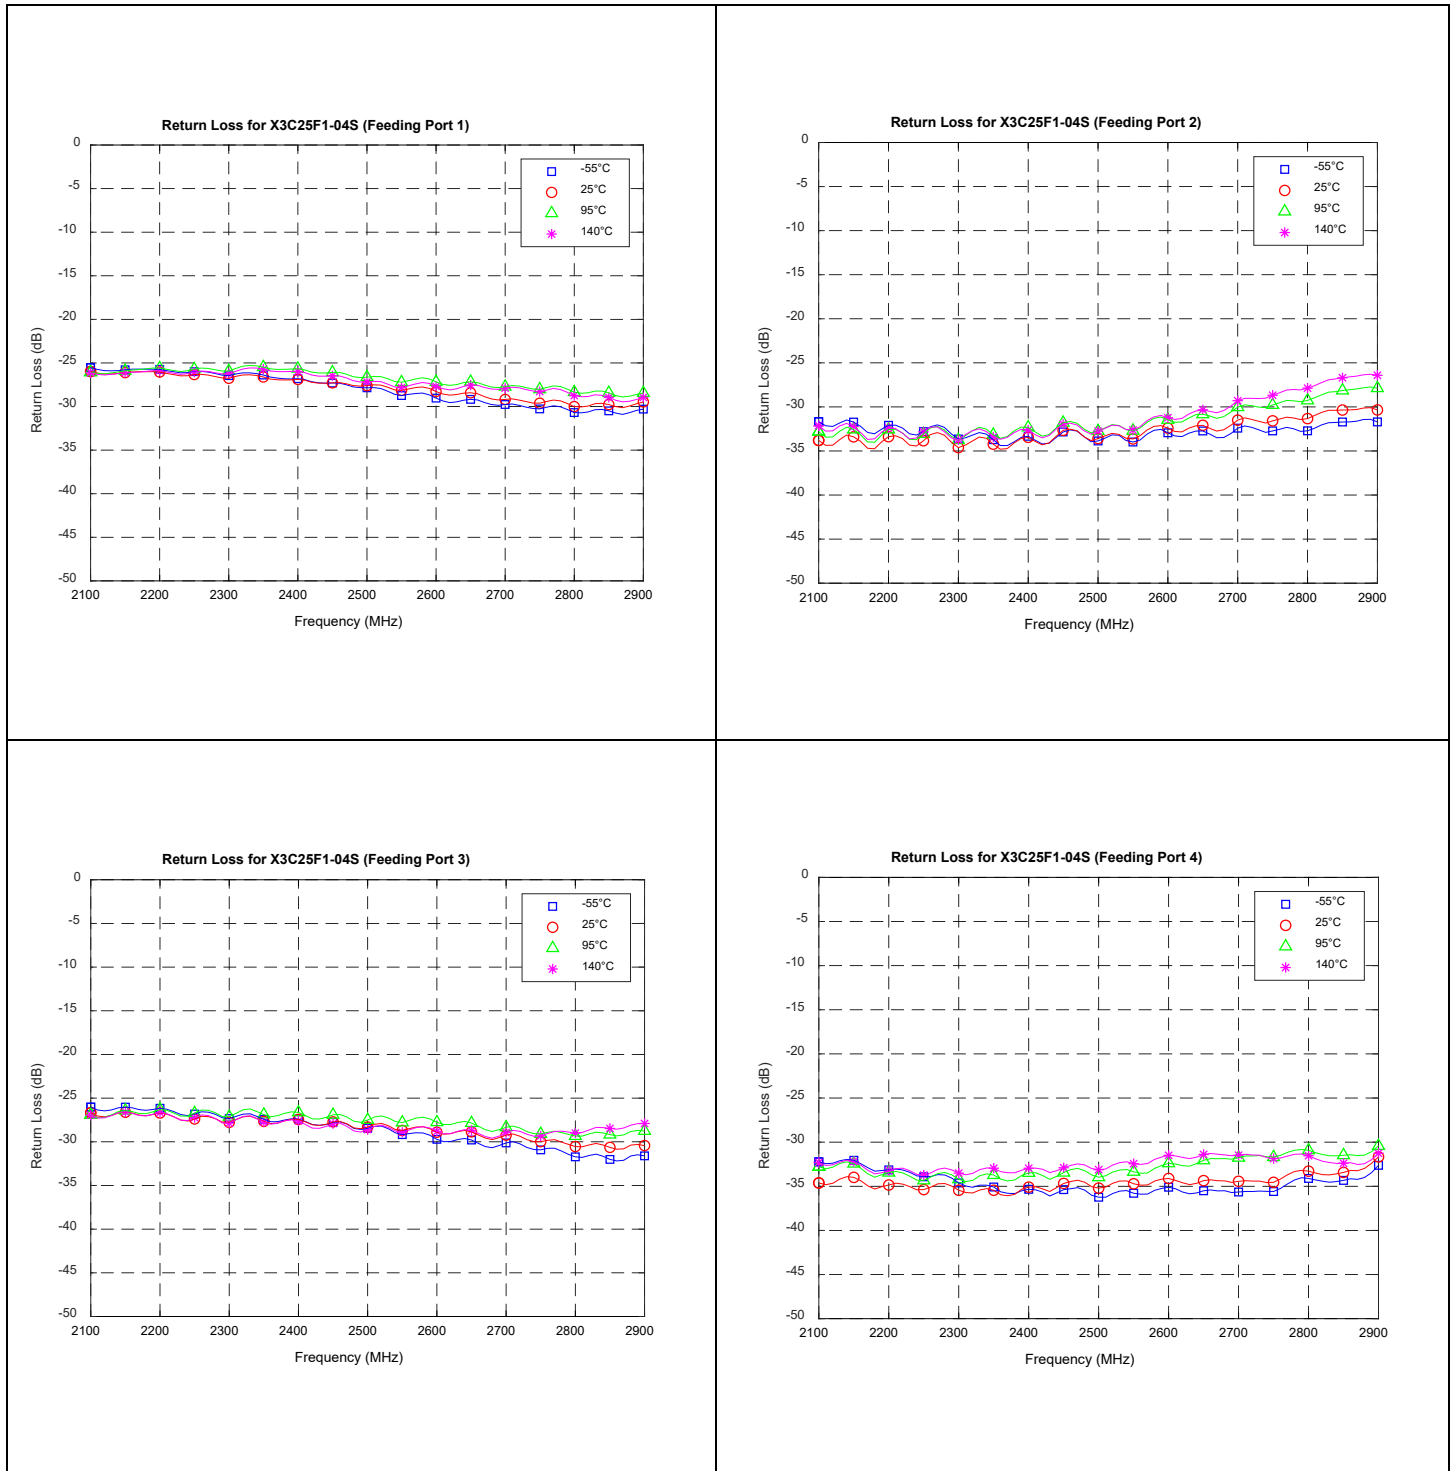 Return Loss for X3C25F1-04S (Feeding Port 1)
0
-5
-10
-15
-20
-25
-30
-35
-40
-45
-50
Return Loss (dB)
-55°C
25°C
95°C
140°C
2100 2200 2300 2400 2500 2600 2700 2800 2900
Frequency (MHz)
Return Loss for X3C25F1-04S (Feeding Port 2)
0
-5
-10
-15
-20
-25
-30
-35
-40
-45
-50
Return Loss (dB)
-55°C
25°C
95°C
140°C
2100 2200 2300 2400 2500 2600 2700 2800 2900
Frequency (MHz)
Return Loss for X3C25F1-04S (Feeding Port 3)
0
-5
-10
-15
-20
-25
-30
-35
-40
-45
-50
Return Loss (dB)
-55°C
25°C
95°C
140°C
2100 2200 2300 2400 2500 2600 2700 2800 2900
Frequency (MHz)
Return Loss for X3C25F1-04S (Feeding Port 4)
0
-5
-10
-15
-20
-25
-30
-35
-40
-45
-50
Return Loss (dB)
-55°C
25°C
95°C
140°C
2100 2200 2300 2400 2500 2600 2700 2800 2900
Frequency (MHz)